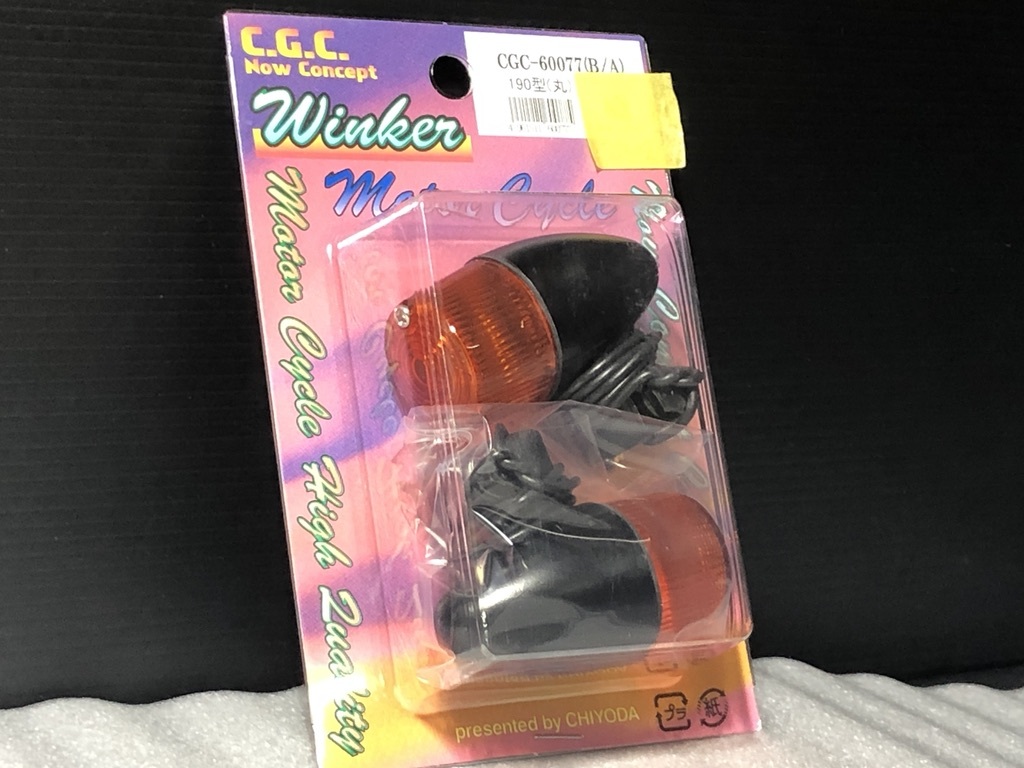 C.G.C.
Now Concept
Winker
CGC-60077(B/A)
190型(丸)
Motor Cycle
Motor Cycle High Quality
presented by CHIYODA
プラ
紙